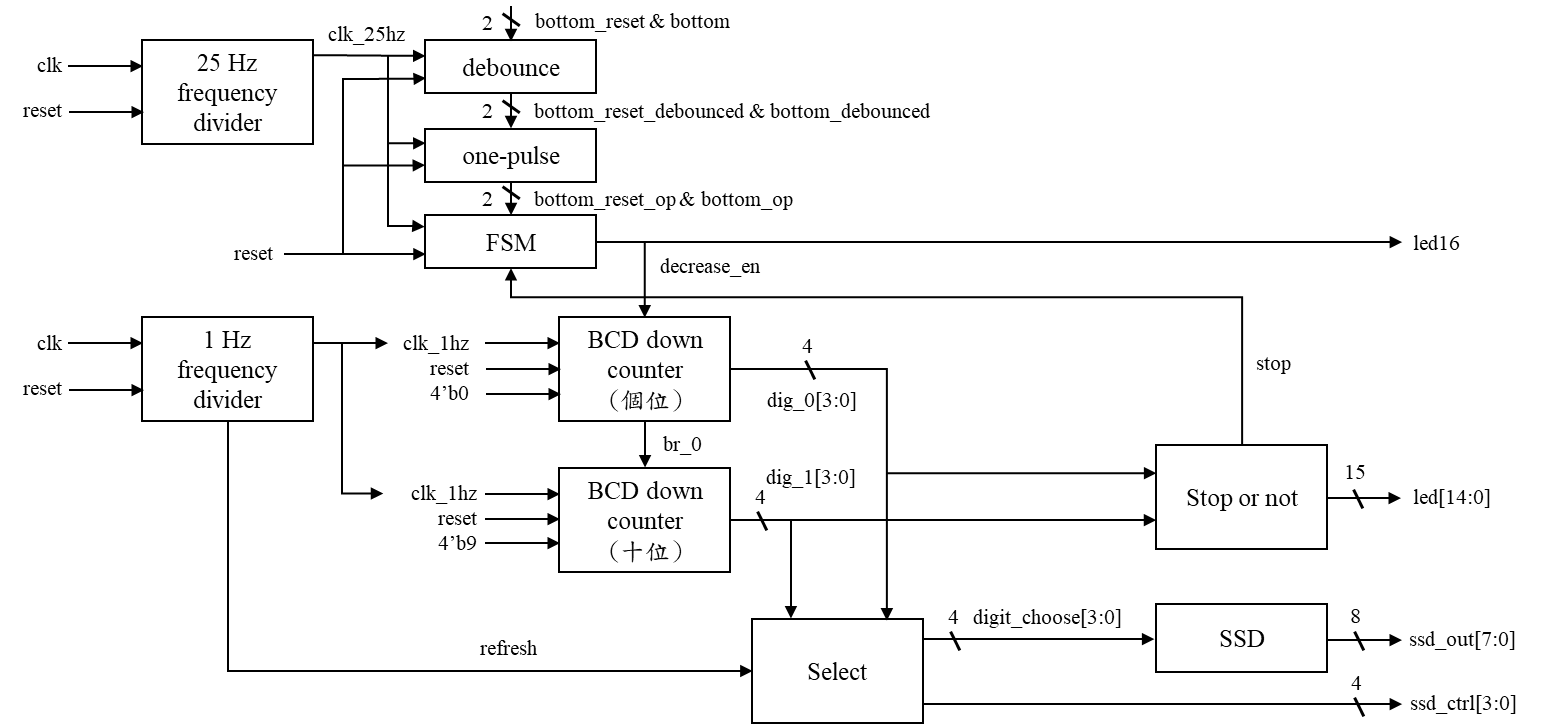 2
bottom_reset & bottom
clk_25hz
clk
reset
25 Hz
frequency
divider
debounce
2
bottom_reset_debounced & bottom_debounced
one-pulse
2
bottom_reset_op & bottom_op
reset
FSM
led16
decrease_en
clk
reset
1 Hz
frequency
divider
clk_1hz
reset
4’b0
BCD down
counter
（個位）
4
dig_0[3:0]
stop
br_0
clk_1hz
reset
4’b9
BCD down
counter
（十位）
dig_1[3:0]
4
Stop or not
15
led[14:0]
refresh
Select
4
digit_choose[3:0]
SSD
8
ssd_out[7:0]
4
ssd_ctrl[3:0]